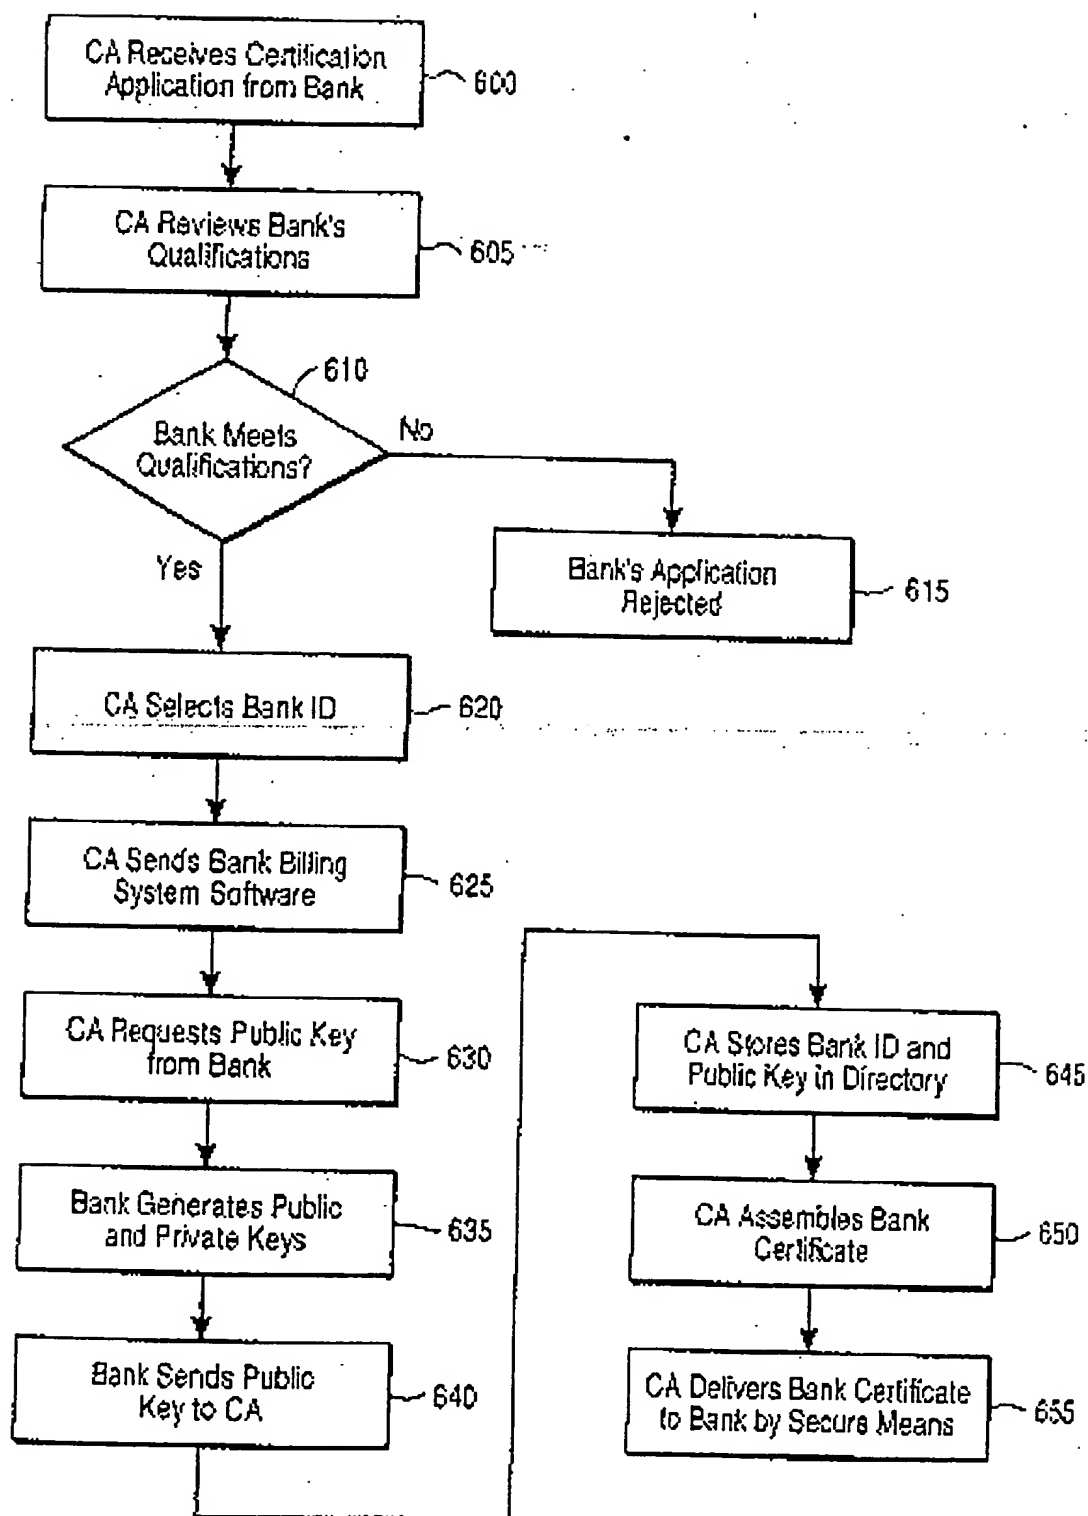 CA Receives Certification
Application from Bank
600
CA Reviews Bank's
Qualifications
605
610
Bank Meets
Qualifications?
No
Yes
Bank's Application
Rejected
615
CA Selects Bank ID
620
CA Sends Bank Billing
System Software
625
CA Requests Public Key
from Bank
630
Bank Generates Public
and Private Keys
635
Bank Sends Public
Key to CA
640
CA Stores Bank ID and
Public Key in Directory
645
CA Assembles Bank
Certificate
650
CA Delivers Bank Certificate
to Bank by Secure Means
655